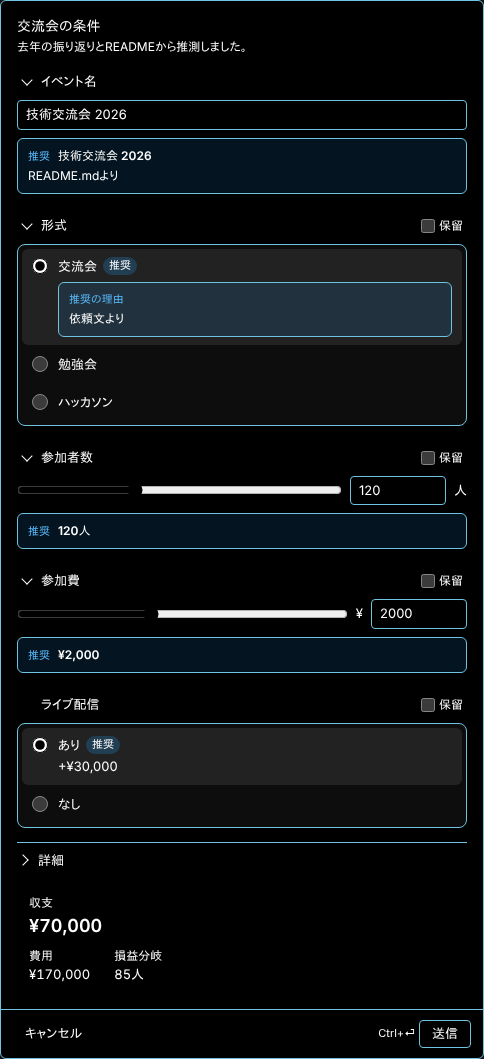 交流会の条件
去年の振り返りとREADMEから推測しました。
イベント名
技術交流会 2026
推奨 技術交流会 2026
README.mdより
形式 保留
交流会 推奨
推奨の理由
依頼文より
勉強会
ハッカソン
参加者数 保留
120 人
推奨 120人
参加費 保留
¥ 2000
推奨 ¥2,000
ライブ配信 保留
あり 推奨
+¥30,000
なし
詳細
収支
¥70,000
費用 損益分岐
¥170,000 85人
キャンセル Ctrl+⏎ 送信